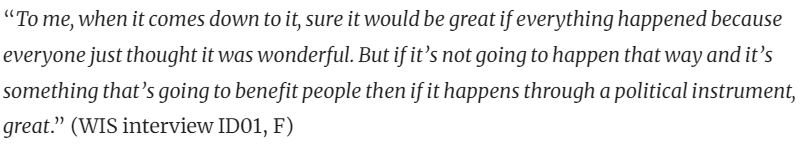 “To me, when it comes down to it, sure it would be great if everything happened because
everyone just thought it was wonderful. But if it’s not going to happen that way and it’s
something that’s going to benefit people then if it happens through a political instrument,
great.” (WIS interview ID01, F)